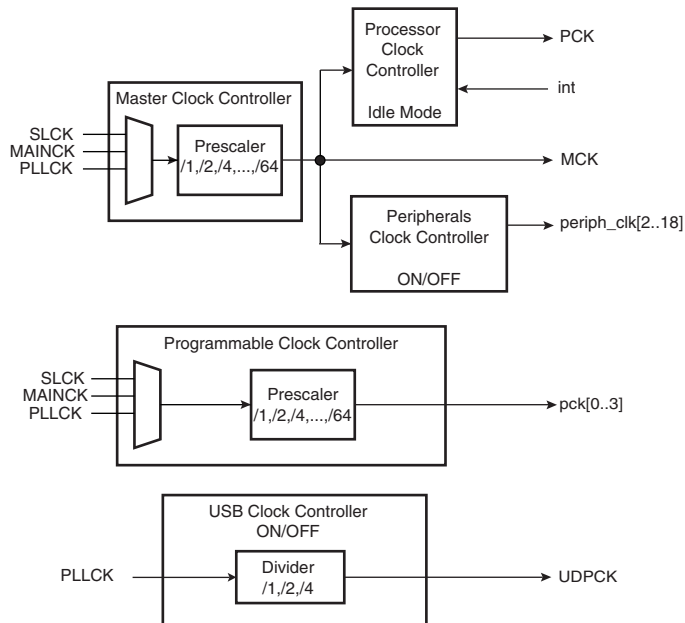 Processor
Clock
Controller
Idle Mode
PCK
int
Master Clock Controller
SLCK
MAINCK
PLLCK
Prescaler
/1,/2,/4,...,/64
MCK
Peripherals
Clock Controller
ON/OFF
periph_clk[2..18]
Programmable Clock Controller
SLCK
MAINCK
PLLCK
Prescaler
/1,/2,/4,...,/64
pck[0..3]
USB Clock Controller
ON/OFF
PLLCK
Divider
/1,/2,/4
UDPCK